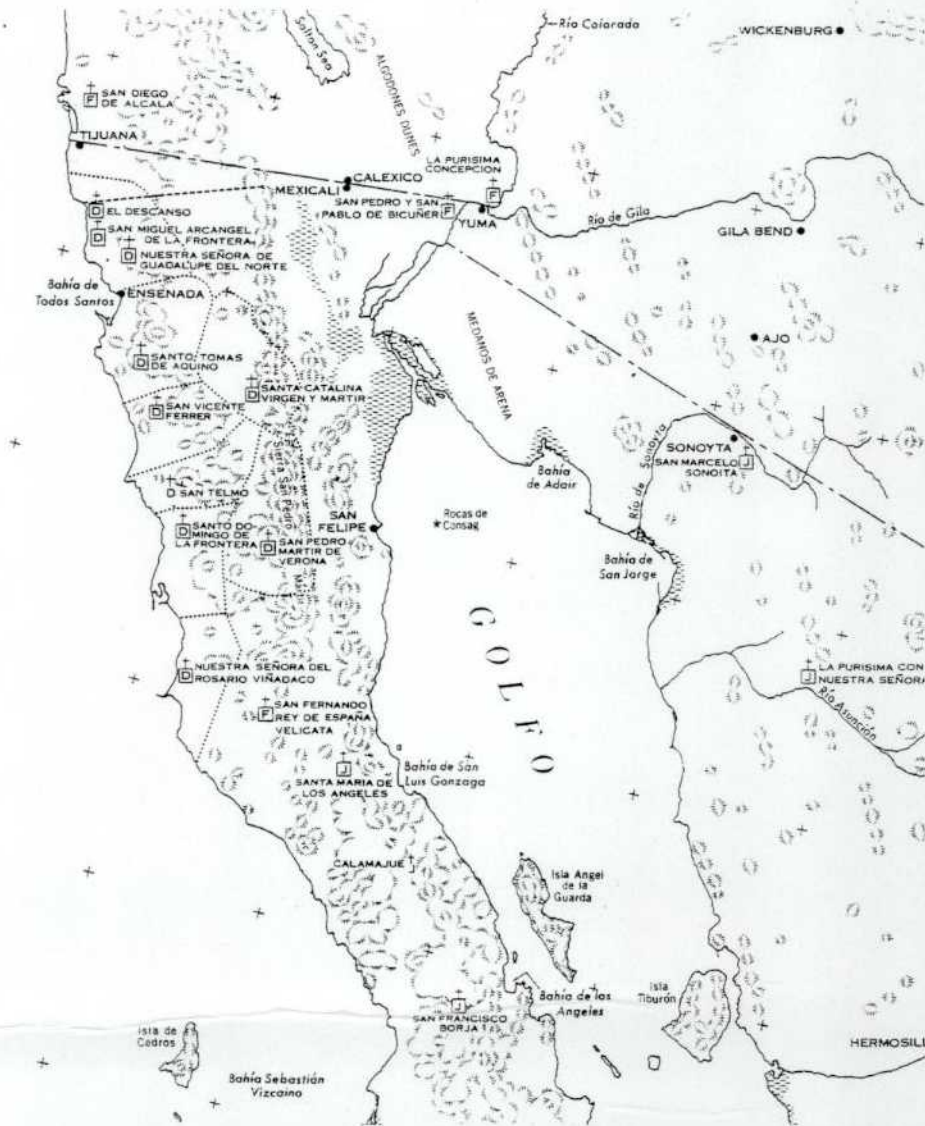 Río Colorado
WICKENBURG
Salton Sea
ALGODONES DUNES
F SAN DIEGO
DE ALCALA
TIJUANA
LA PURISIMA
CONCEPCION
F
CALEXICO
MEXICALI
SAN PEDRO Y SAN
PABLO DE BICUÑER
F
YUMA
Río de Gila
GILA BEND
D EL DESCANSO
D SAN MIGUEL ARCANGEL
DE LA FRONTERA
D NUESTRA SEÑORA DE
GUADALUPE DEL NORTE
Bahía de
Todos Santos
ENSENADA
MEDANOS DE ARENA
AJO
D SANTO TOMAS
DE AQUINO
D SANTA CATALINA
VIRGEN Y MARTIR
D SAN VICENTE
FERRER
Sierra San Pedro
Mártir
Río de Sonoyta
SONOYTA
SAN MARCELO
SONOITA
J
Bahía
de Adair
D SAN TELMO
SAN
FELIPE
Rocas de
Consag
D SANTO DO
MINGO DE
LA FRONTERA
D SAN PEDRO
MARTIR DE
VERONA
Bahía de
San Jorge
GOLFO
D NUESTRA SEÑORA DEL
ROSARIO VIÑADACO
J LA PURISIMA CON
NUESTRA SEÑORA
Río Asunción
F SAN FERNANDO
REY DE ESPAÑA
VELICATA
J
SANTA MARIA DE
LOS ANGELES
Bahía de San
Luis Gonzaga
CALAMAJUE
J
Isla Angel
de la
Guarda
J
SAN FRANCISCO
BORJA
Bahía de los
Angeles
Isla
Tiburón
Isla de
Cedros
HERMOSILL
Bahía Sebastián
Vizcaino